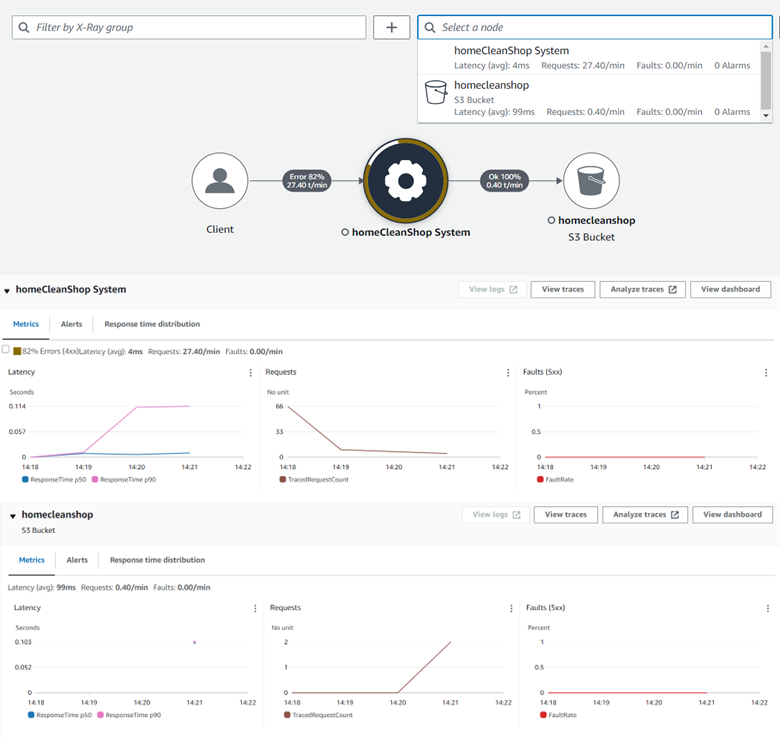 Filter by X-Ray group
+
Select a node
homeCleanShop System
Latency (avg): 4ms Requests: 27.40/min Faults: 0.00/min 0 Alarms
homecleanshop
S3 Bucket
Latency (avg): 99ms Requests: 0.40/min Faults: 0.00/min 0 Alarms
Error 82%
27.40 t/min
Ok 100%
0.40 t/min
Client
homeCleanShop System
homecleanshop
S3 Bucket
homeCleanShop System
View logs View traces Analyze traces View dashboard
Metrics Alerts Response time distribution
82% Errors (4xx)Latency (avg): 4ms Requests: 27.40/min Faults: 0.00/min
Latency
Seconds
0.114
0.057
0
14:18 14:19 14:20 14:21 14:22
ResponseTime p50 ResponseTime p90
Requests
No unit
66
33
0
14:18 14:19 14:20 14:21 14:22
TracedRequestCount
Faults (5xx)
Percent
1
0.5
0
14:18 14:19 14:20 14:21 14:22
FaultRate
homecleanshop
S3 Bucket
View logs View traces Analyze traces View dashboard
Metrics Alerts Response time distribution
Latency (avg): 99ms Requests: 0.40/min Faults: 0.00/min
Latency
Seconds
0.103
0.052
0
14:18 14:19 14:20 14:21 14:22
ResponseTime p50 ResponseTime p90
Requests
No unit
2
1
0
14:18 14:19 14:20 14:21 14:22
TracedRequestCount
Faults (5xx)
Percent
1
0.5
0
14:18 14:19 14:20 14:21 14:22
FaultRate